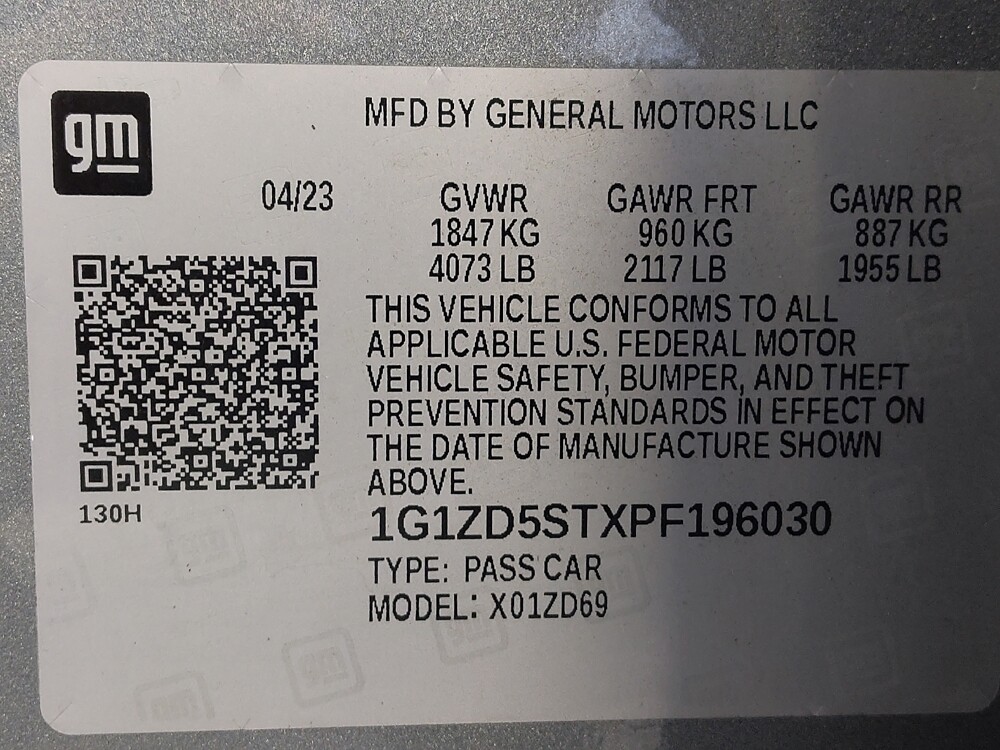 gm
MFD BY GENERAL MOTORS LLC
04/23 GVWR GAWR FRT GAWR RR
1847 KG 960 KG 887 KG
4073 LB 2117 LB 1955 LB
THIS VEHICLE CONFORMS TO ALL
APPLICABLE U.S. FEDERAL MOTOR
VEHICLE SAFETY, BUMPER, AND THEFT
PREVENTION STANDARDS IN EFFECT ON
THE DATE OF MANUFACTURE SHOWN
ABOVE.
130H
1G1ZD5STXPF196030
TYPE: PASS CAR
MODEL: X01ZD69